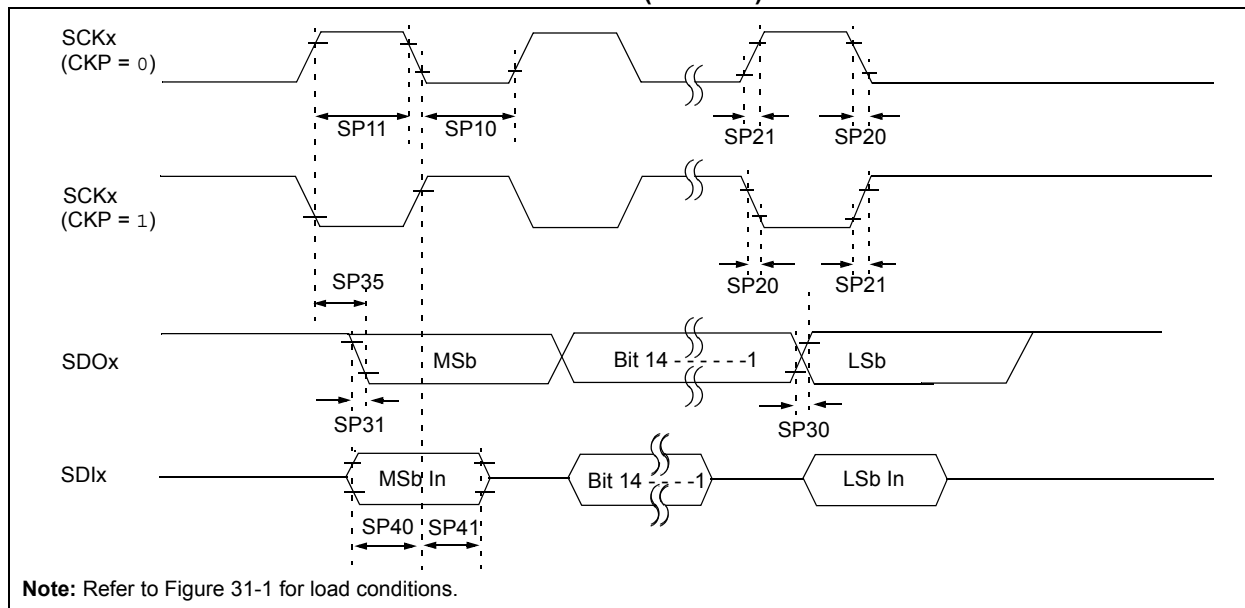 SCKx
(CKP = 0)
SP11
SP10
SP21
SP20
SCKx
(CKP = 1)
SP35
SP20
SP21
SDOx
MSb
Bit 14 - - - - - -1
LSb
SP31
SP30
SDIx
MSb In
Bit 14 - - - -1
LSb In
SP40
SP41
Note: Refer to Figure 31-1 for load conditions.